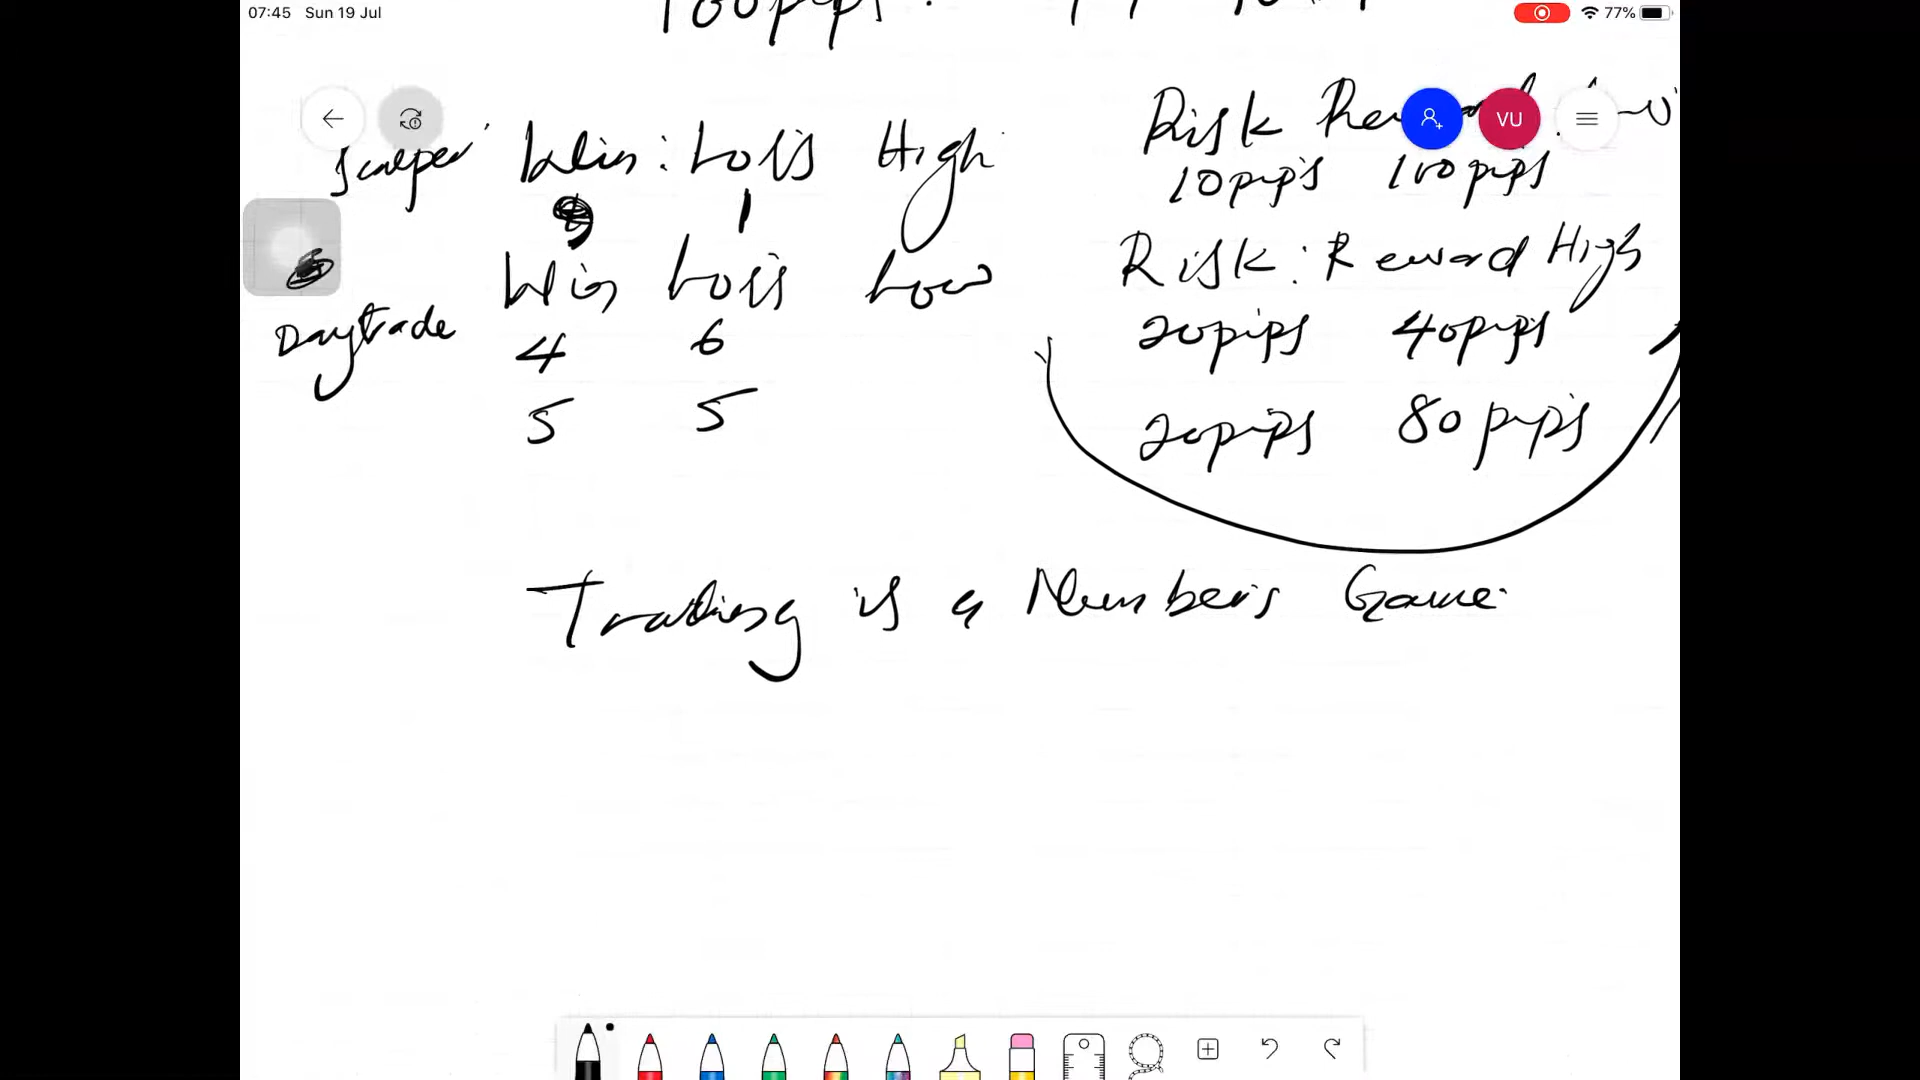 07:45 Sun 19 Jul 77%
100pips
Scalper Win : Loss High Risk Reward
9 1 10pips 100pips
VU
Win Loss Low Risk : Reward High
Daytrade 4 6 20pips 40pips
5 5 20pips 80pips
Trading is a Numbers Game.